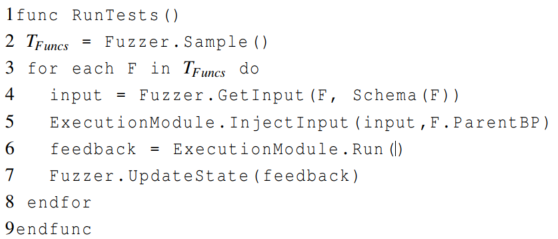 1func RunTests()
2 T_Funcs = Fuzzer.Sample()
3 for each F in T_Funcs do
4 input = Fuzzer.GetInput(F, Schema(F))
5 ExecutionModule.InjectInput(input,F.ParentBP)
6 feedback = ExecutionModule.Run()
7 Fuzzer.UpdateState(feedback)
8 endfor
9endfunc